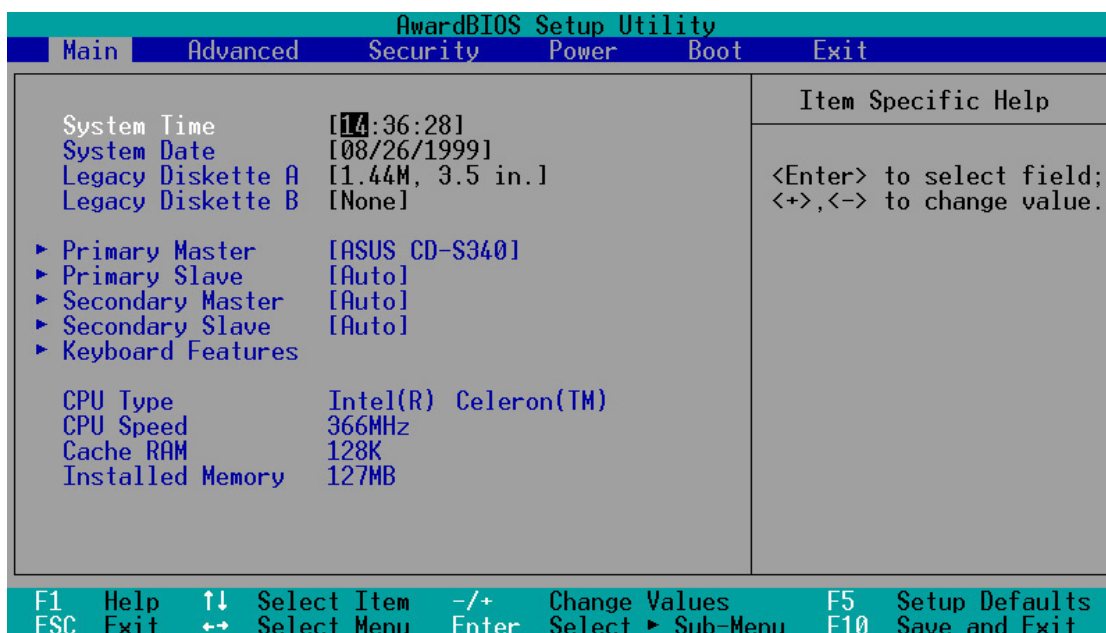 AwardBIOS Setup Utility
Main Advanced Security Power Boot Exit
Item Specific Help
System Time [14:36:28]
System Date [08/26/1999]
Legacy Diskette A [1.44M, 3.5 in.]
Legacy Diskette B [None]
<Enter> to select field;
<+>,<-> to change value.
▶ Primary Master [ASUS CD-S340]
▶ Primary Slave [Auto]
▶ Secondary Master [Auto]
▶ Secondary Slave [Auto]
▶ Keyboard Features
CPU Type Intel(R) Celeron(TM)
CPU Speed 366MHz
Cache RAM 128K
Installed Memory 127MB
F1 Help ↑↓ Select Item -/+ Change Values F5 Setup Defaults
ESC Exit ←→ Select Menu Enter Select ▶ Sub-Menu F10 Save and Exit